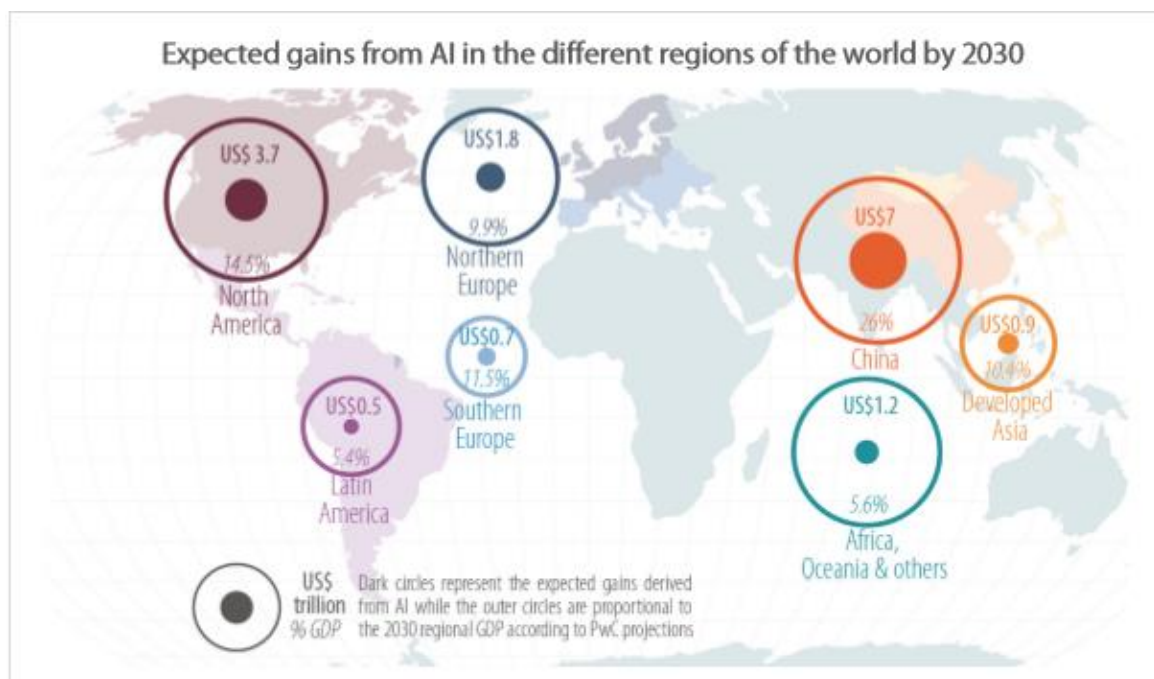 Expected gains from AI in the different regions of the world by 2030
US$ 3.7
14.5%
North
America
US$1.8
9.9%
Northern
Europe
US$7
26%
China
US$0.9
10.4%
Developed
Asia
US$0.7
11.5%
Southern
Europe
US$0.5
5.4%
Latin
America
US$1.2
5.6%
Africa,
Oceania & others
US$
trillion
% GDP
Dark circles represent the expected gains derived
from AI while the outer circles are proportional to
the 2030 regional GDP according to PwC projections